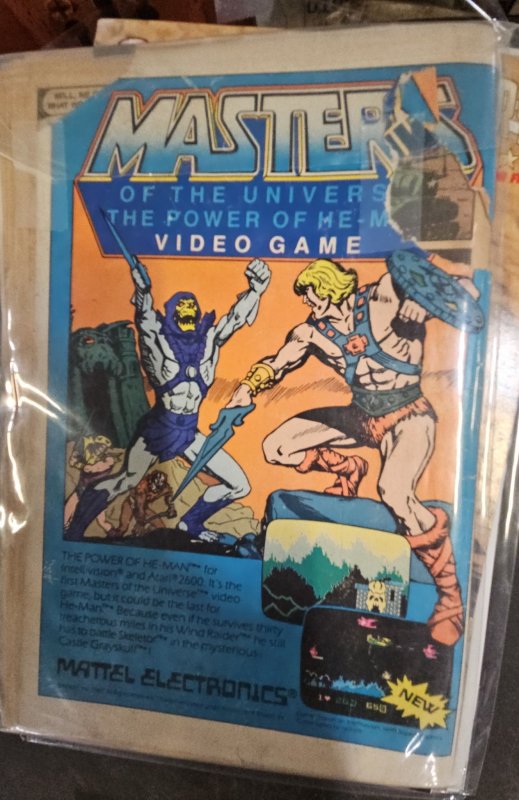 WELL, 
WHAT
MASTERS
OF THE UNIVERS
THE POWER OF HE-M
VIDEO GAME
THE POWER OF HE-MAN™ for
Intellivision® and Atari® 2600. It's the
first Masters of the Universe™ video
game, but it could be the last for
He-Man™. Because even if he survives thirty
treacherous miles in his Wind Raider™ he still
has to battle Skeletor™ in the mysterious
Castle Grayskull™!
MATTEL ELECTRONICS®
NEW